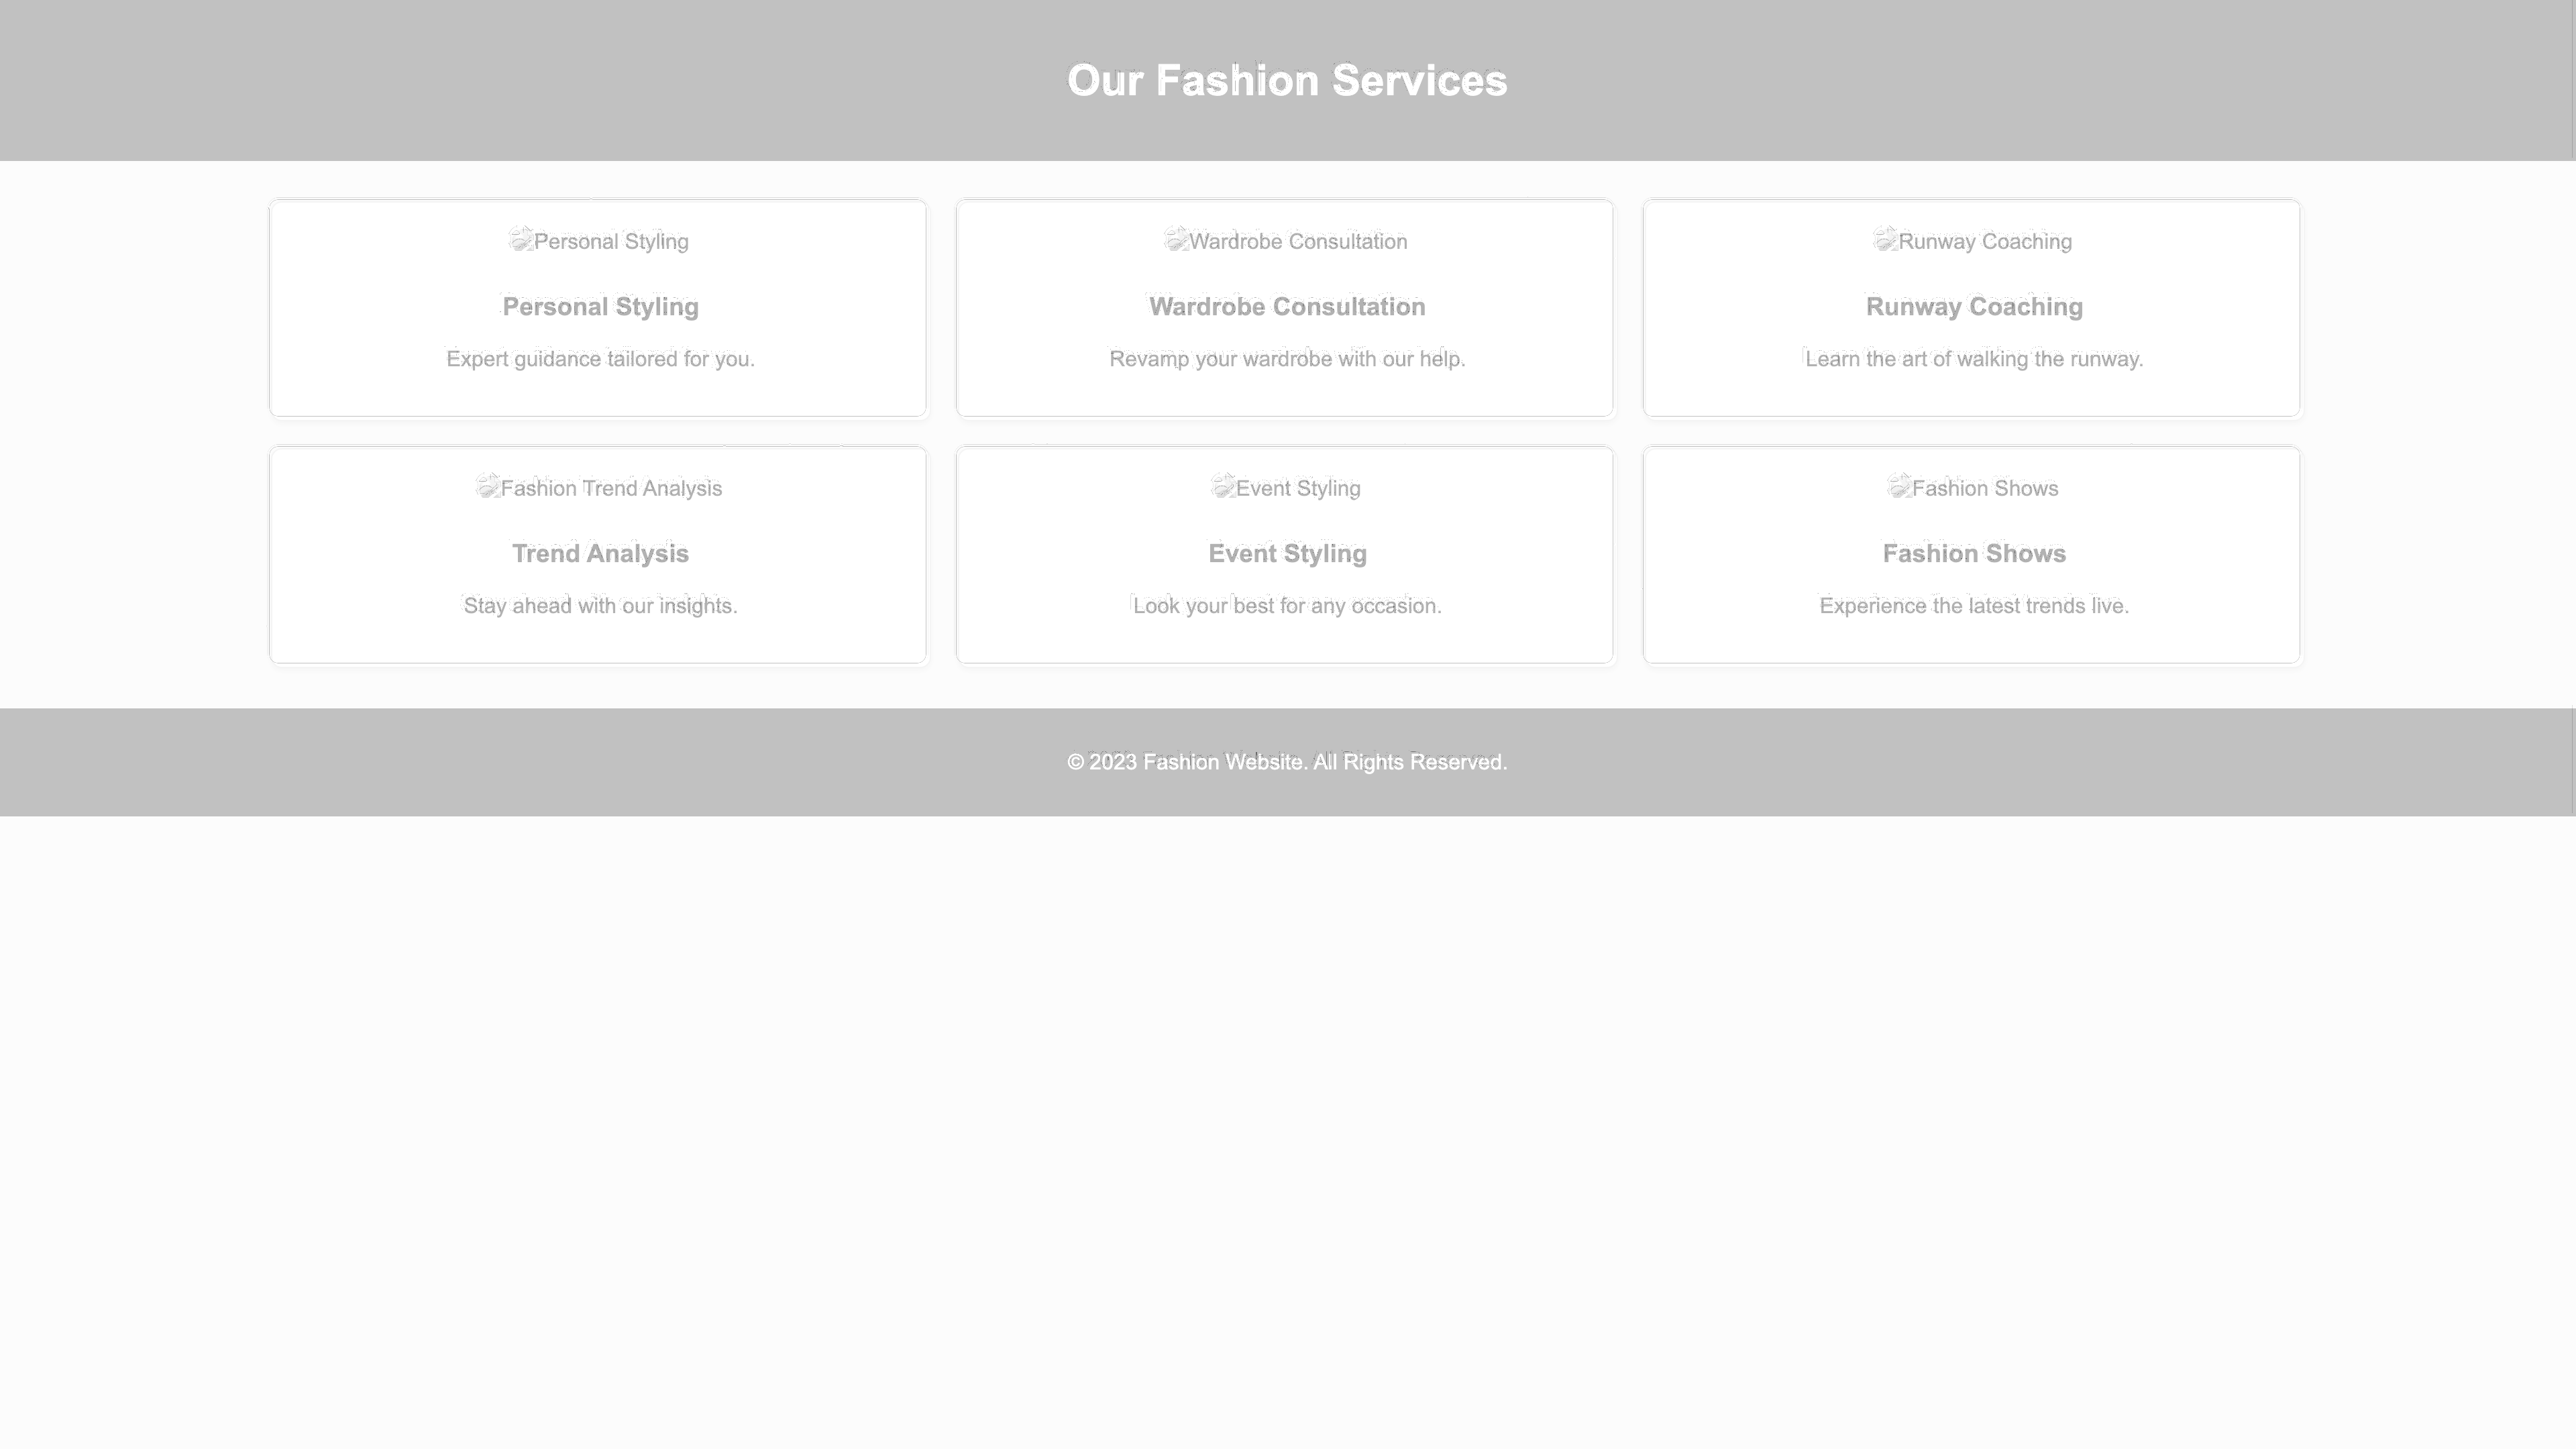 Our Fashion Services
Personal Styling
Personal Styling
Expert guidance tailored for you.
Wardrobe Consultation
Wardrobe Consultation
Revamp your wardrobe with our help.
Runway Coaching
Runway Coaching
Learn the art of walking the runway.
Fashion Trend Analysis
Trend Analysis
Stay ahead with our insights.
Event Styling
Event Styling
Look your best for any occasion.
Fashion Shows
Fashion Shows
Experience the latest trends live.
© 2023 Fashion Website. All Rights Reserved.